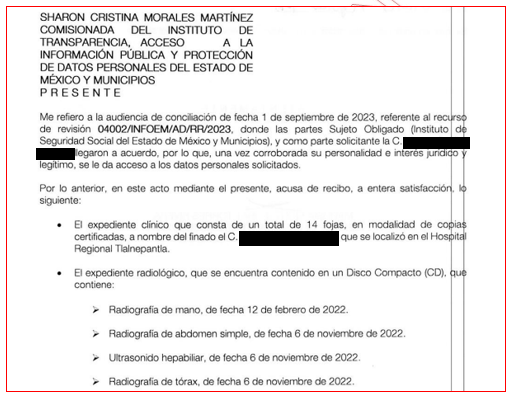 SHARON CRISTINA MORALES MARTÍNEZ
COMISIONADA DEL INSTITUTO DE
TRANSPARENCIA, ACCESO A LA
INFORMACIÓN PÚBLICA Y PROTECCIÓN
DE DATOS PERSONALES DEL ESTADO DE
MÉXICO Y MUNICIPIOS
P R E S E N T E
Me refiero a la audiencia de conciliación de fecha 1 de septiembre de 2023, referente al recurso
de revisión 04002/INFOEM/AD/RR/2023, donde las partes Sujeto Obligado (Instituto de
Seguridad Social del Estado de México y Municipios), y como parte solicitante la C.
llegaron a acuerdo, por lo que, una vez corroborada su personalidad e interés jurídico y
legítimo, se le da acceso a los datos personales solicitados.
Por lo anterior, en este acto mediante el presente, acusa de recibo, a entera satisfacción, lo
siguiente:
• El expediente clínico que consta de un total de 14 fojas, en modalidad de copias
certificadas, a nombre del finado el C. que se localizó en el Hospital
Regional Tlalnepantla.
• El expediente radiológico, que se encuentra contenido en un Disco Compacto (CD), que
contiene:
➢ Radiografía de mano, de fecha 12 de febrero de 2022.
➢ Radiografía de abdomen simple, de fecha 6 de noviembre de 2022.
➢ Ultrasonido hepabiliar, de fecha 6 de noviembre de 2022.
➢ Radiografía de tórax, de fecha 6 de noviembre de 2022.